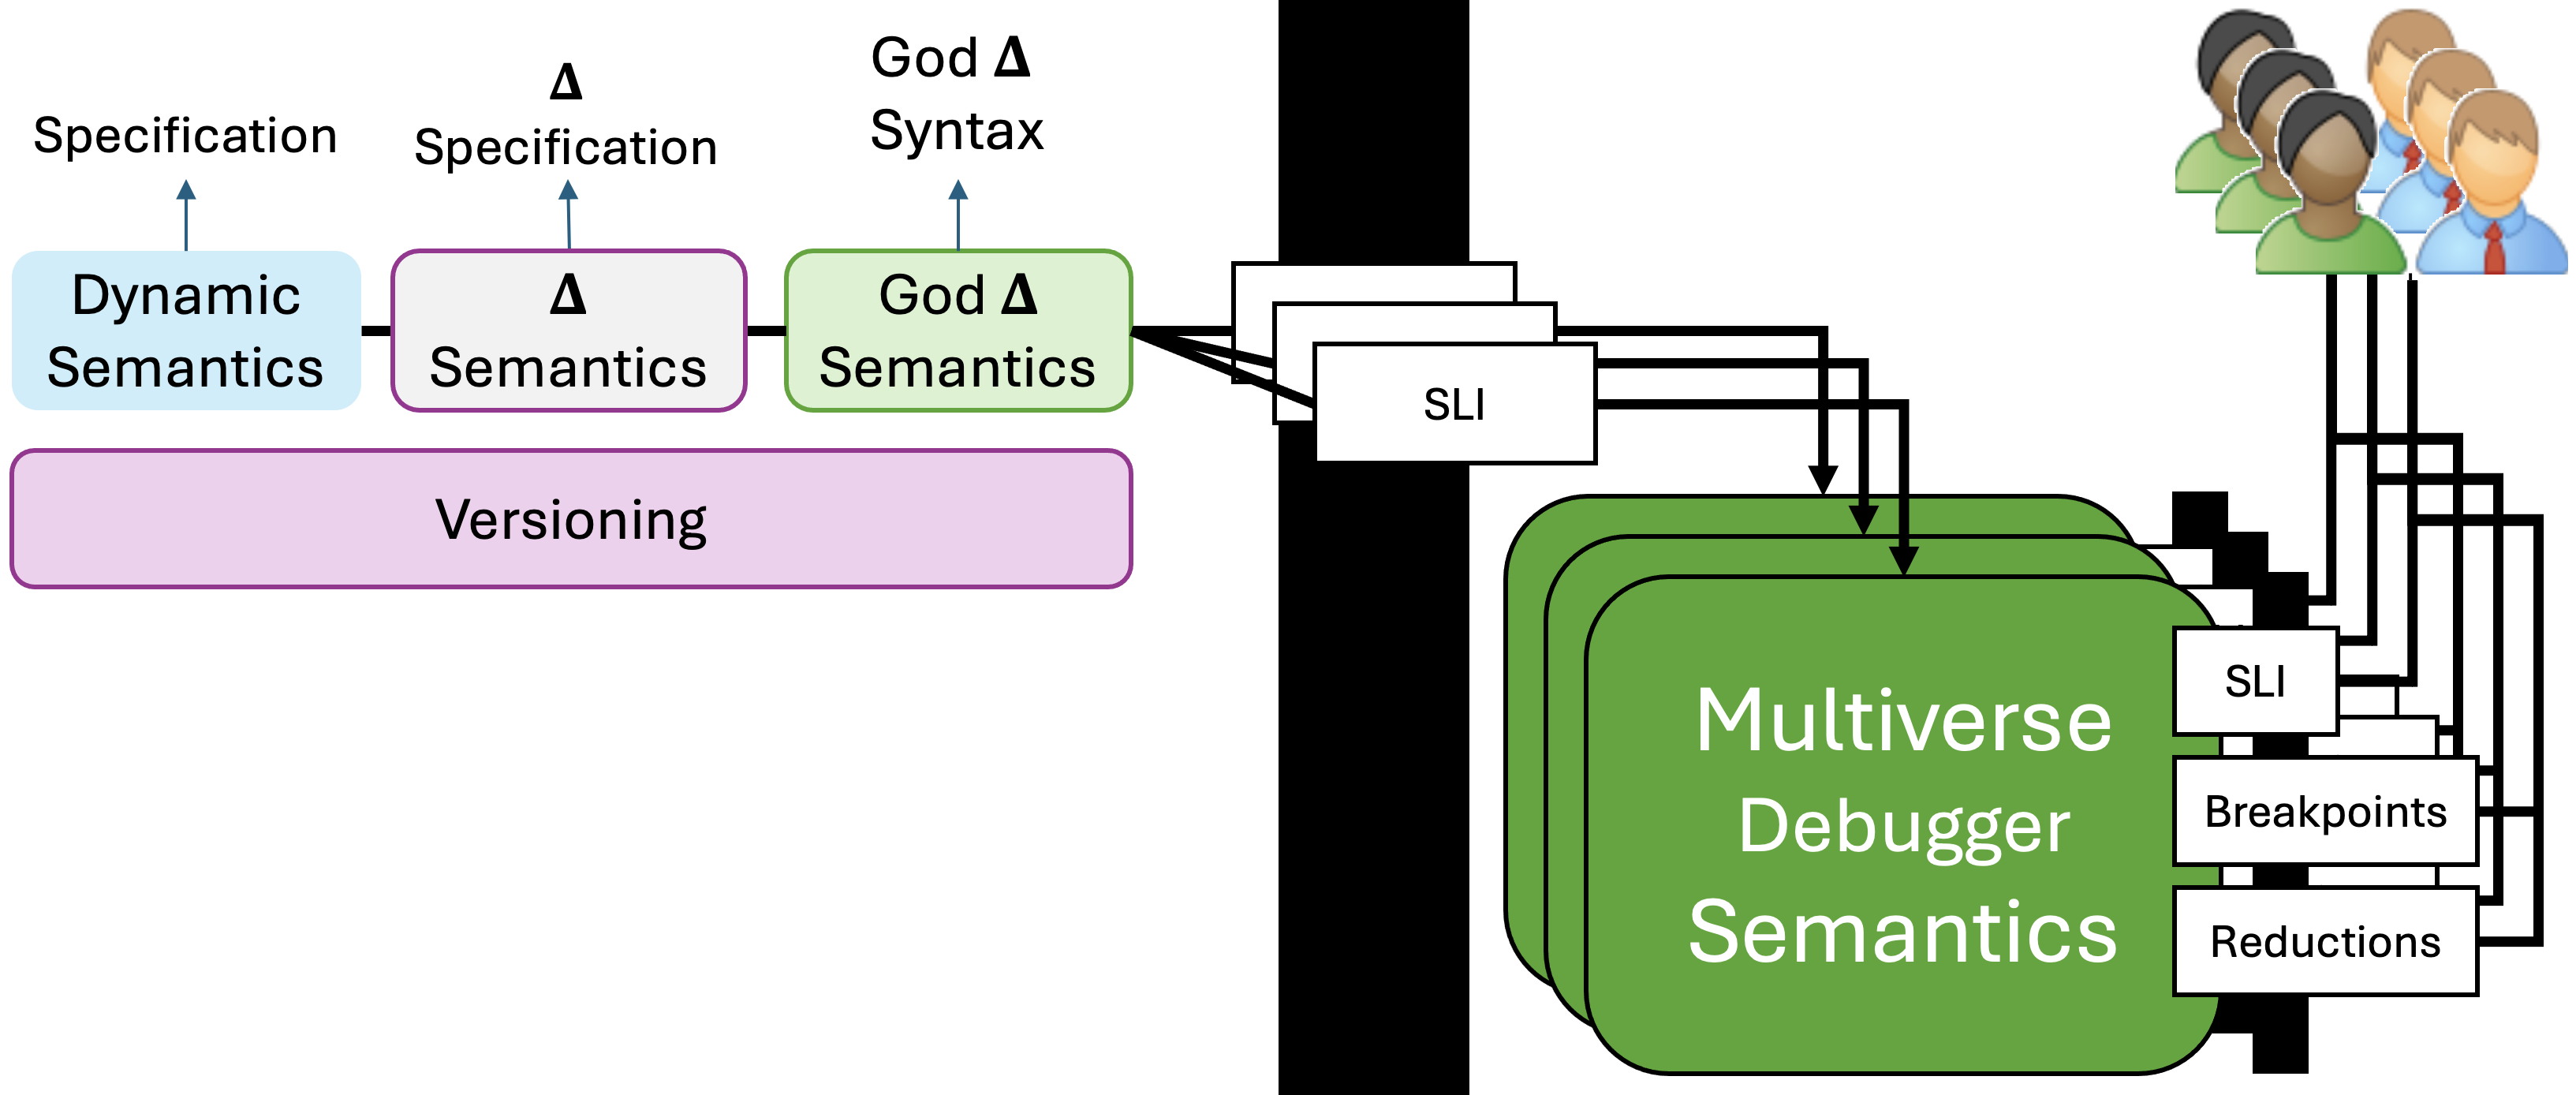 Specification
Δ
Specification
God Δ
Syntax
Dynamic
Semantics
Δ
Semantics
God Δ
Semantics
Versioning
SLI
Multiverse
Debugger
Semantics
SLI
Breakpoints
Reductions